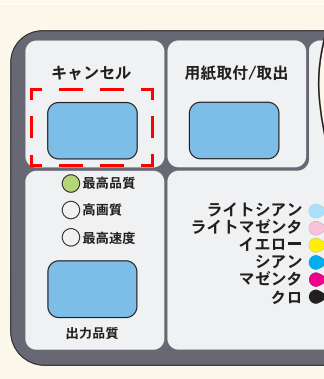 キャンセル
用紙取付/取出
最高品質
高画質
最高速度
出力品質
ライトシアン
ライトマゼンタ
イエロー
シアン
マゼンタ
クロ